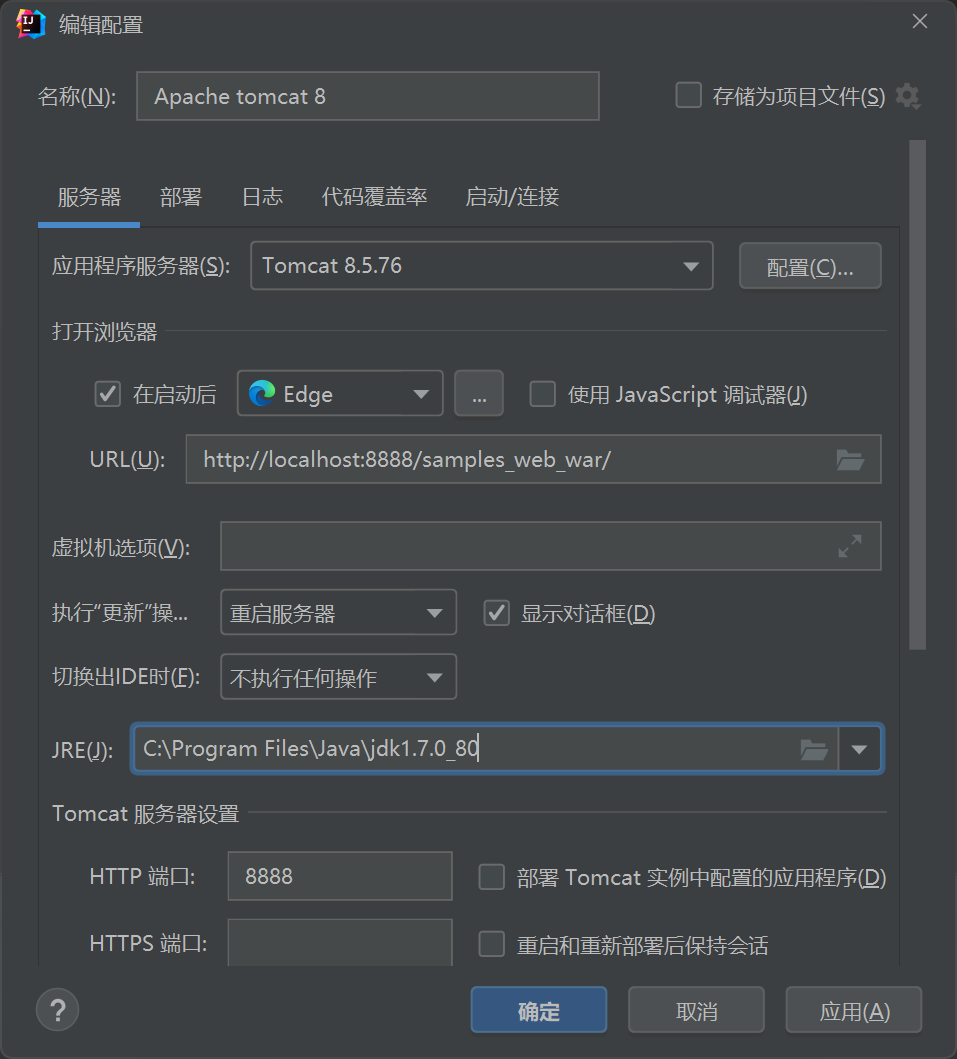 编辑配置
名称(N): Apache tomcat 8 存储为项目文件(S)
服务器 部署 日志 代码覆盖率 启动/连接
应用程序服务器(S): Tomcat 8.5.76 配置(C)...
打开浏览器
在启动后 Edge ... 使用 JavaScript 调试器(J)
URL(U): http://localhost:8888/samples_web_war/
虚拟机选项(V):
执行“更新”操... 重启服务器 显示对话框(D)
切换出IDE时(F): 不执行任何操作
JRE(J): C:\Program Files\Java\jdk1.7.0_80
Tomcat 服务器设置
HTTP 端口: 8888 部署 Tomcat 实例中配置的应用程序(D)
HTTPS 端口: 重启和重新部署后保持会话
? 确定 取消 应用(A)